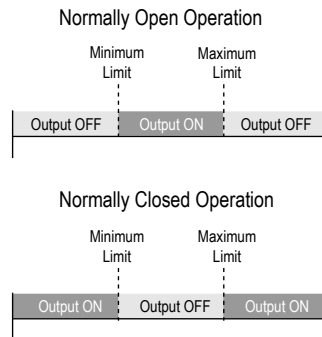 Normally Open Operation
Minimum Maximum
Limit Limit
Output OFF Output ON Output OFF
Normally Closed Operation
Minimum Maximum
Limit Limit
Output ON Output OFF Output ON